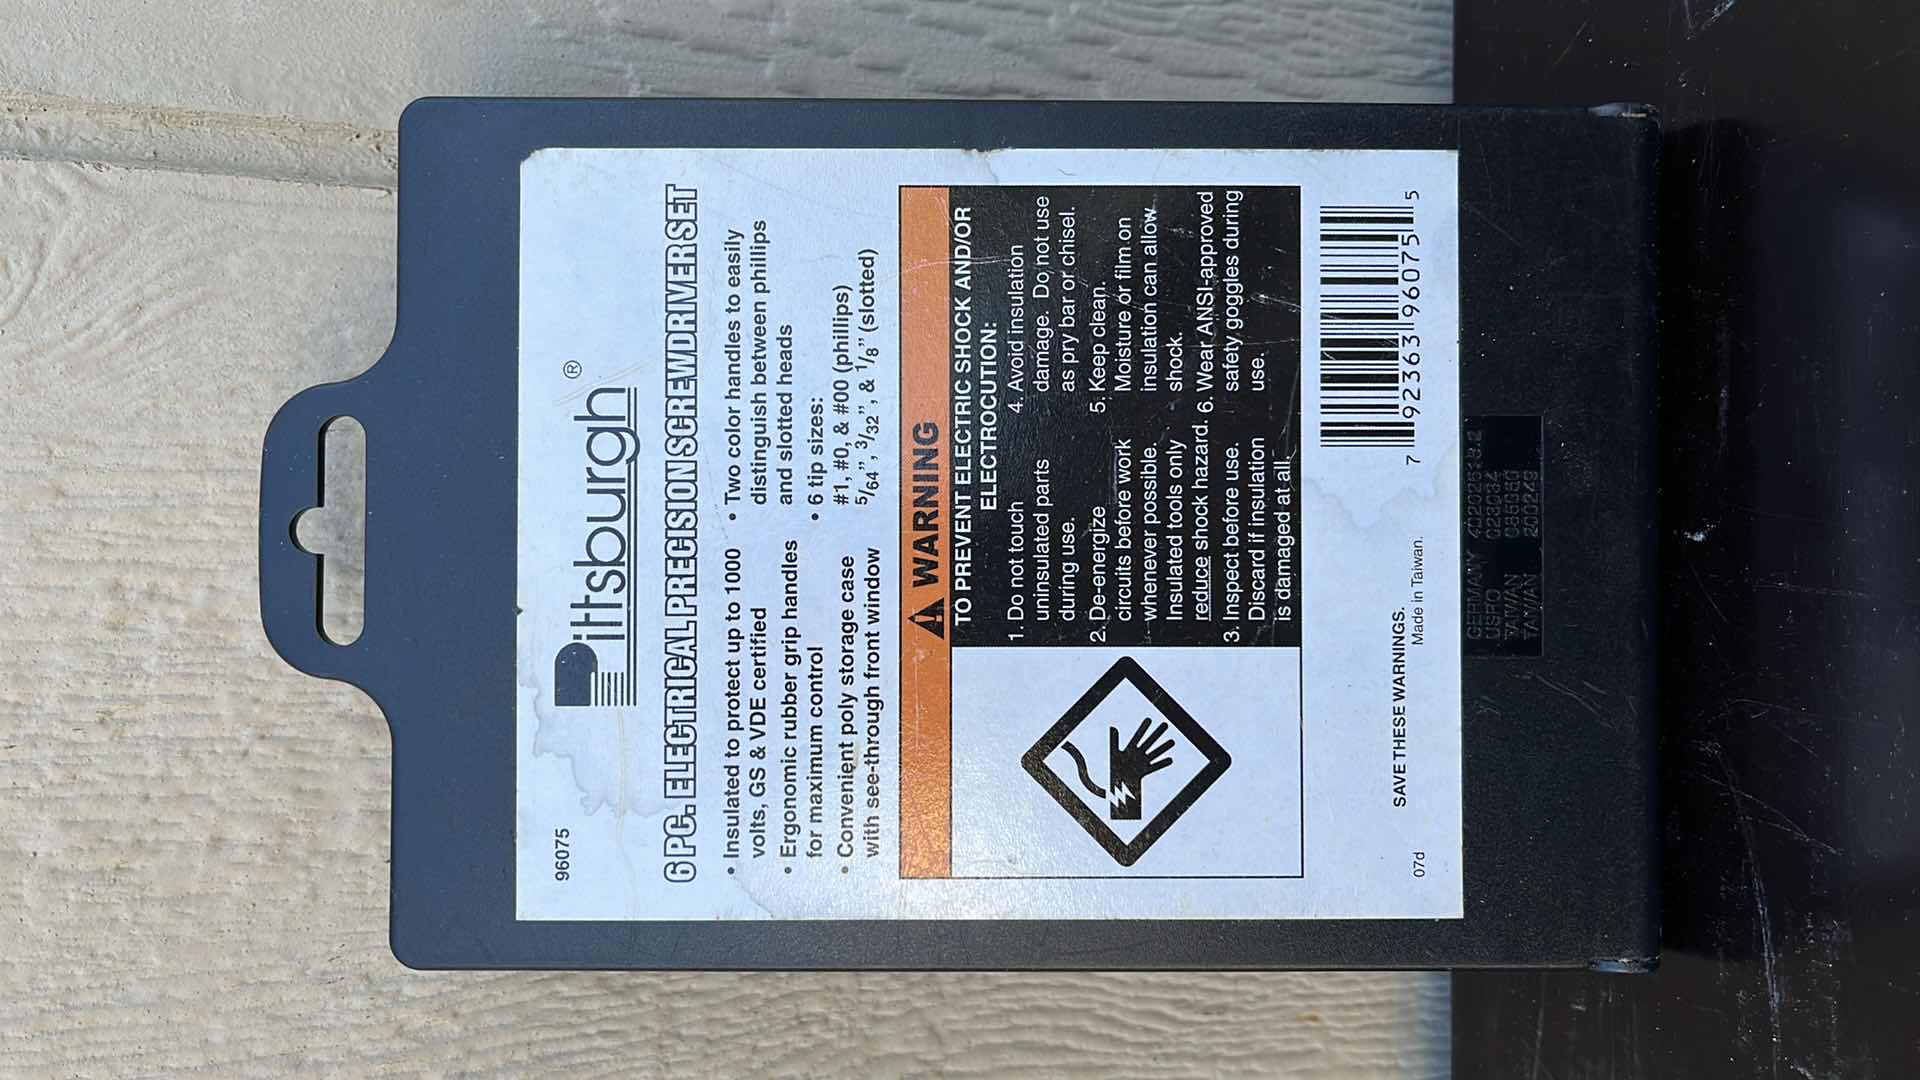 96075
Pittsburgh®
6 PC. ELECTRICAL PRECISION SCREWDRIVER SET
• Insulated to protect up to 1000
volts, GS & VDE certified
• Ergonomic rubber grip handles
for maximum control
• Convenient poly storage case
with see-through front window
• Two color handles to easily
distinguish between phillips
and slotted heads
• 6 tip sizes:
#1, #0, & #00 (phillips)
5/64", 3/32", & 1/8" (slotted)
⚠ WARNING
TO PREVENT ELECTRIC SHOCK AND/OR
ELECTROCUTION:
1. Do not touch
uninsulated parts
during use.
2. De-energize
circuits before work
whenever possible.
Insulated tools only
reduce shock hazard.
3. Inspect before use.
Discard if insulation
is damaged at all.
4. Avoid insulation
damage. Do not use
as pry bar or chisel.
5. Keep clean.
Moisture or film on
insulation can allow
shock.
6. Wear ANSI-approved
safety goggles during
use.
SAVE THESE WARNINGS.
07d
Made in Taiwan.
7 92363 96075 5
GERMANY
USPO
TAIWAN
TAIWAN 200249